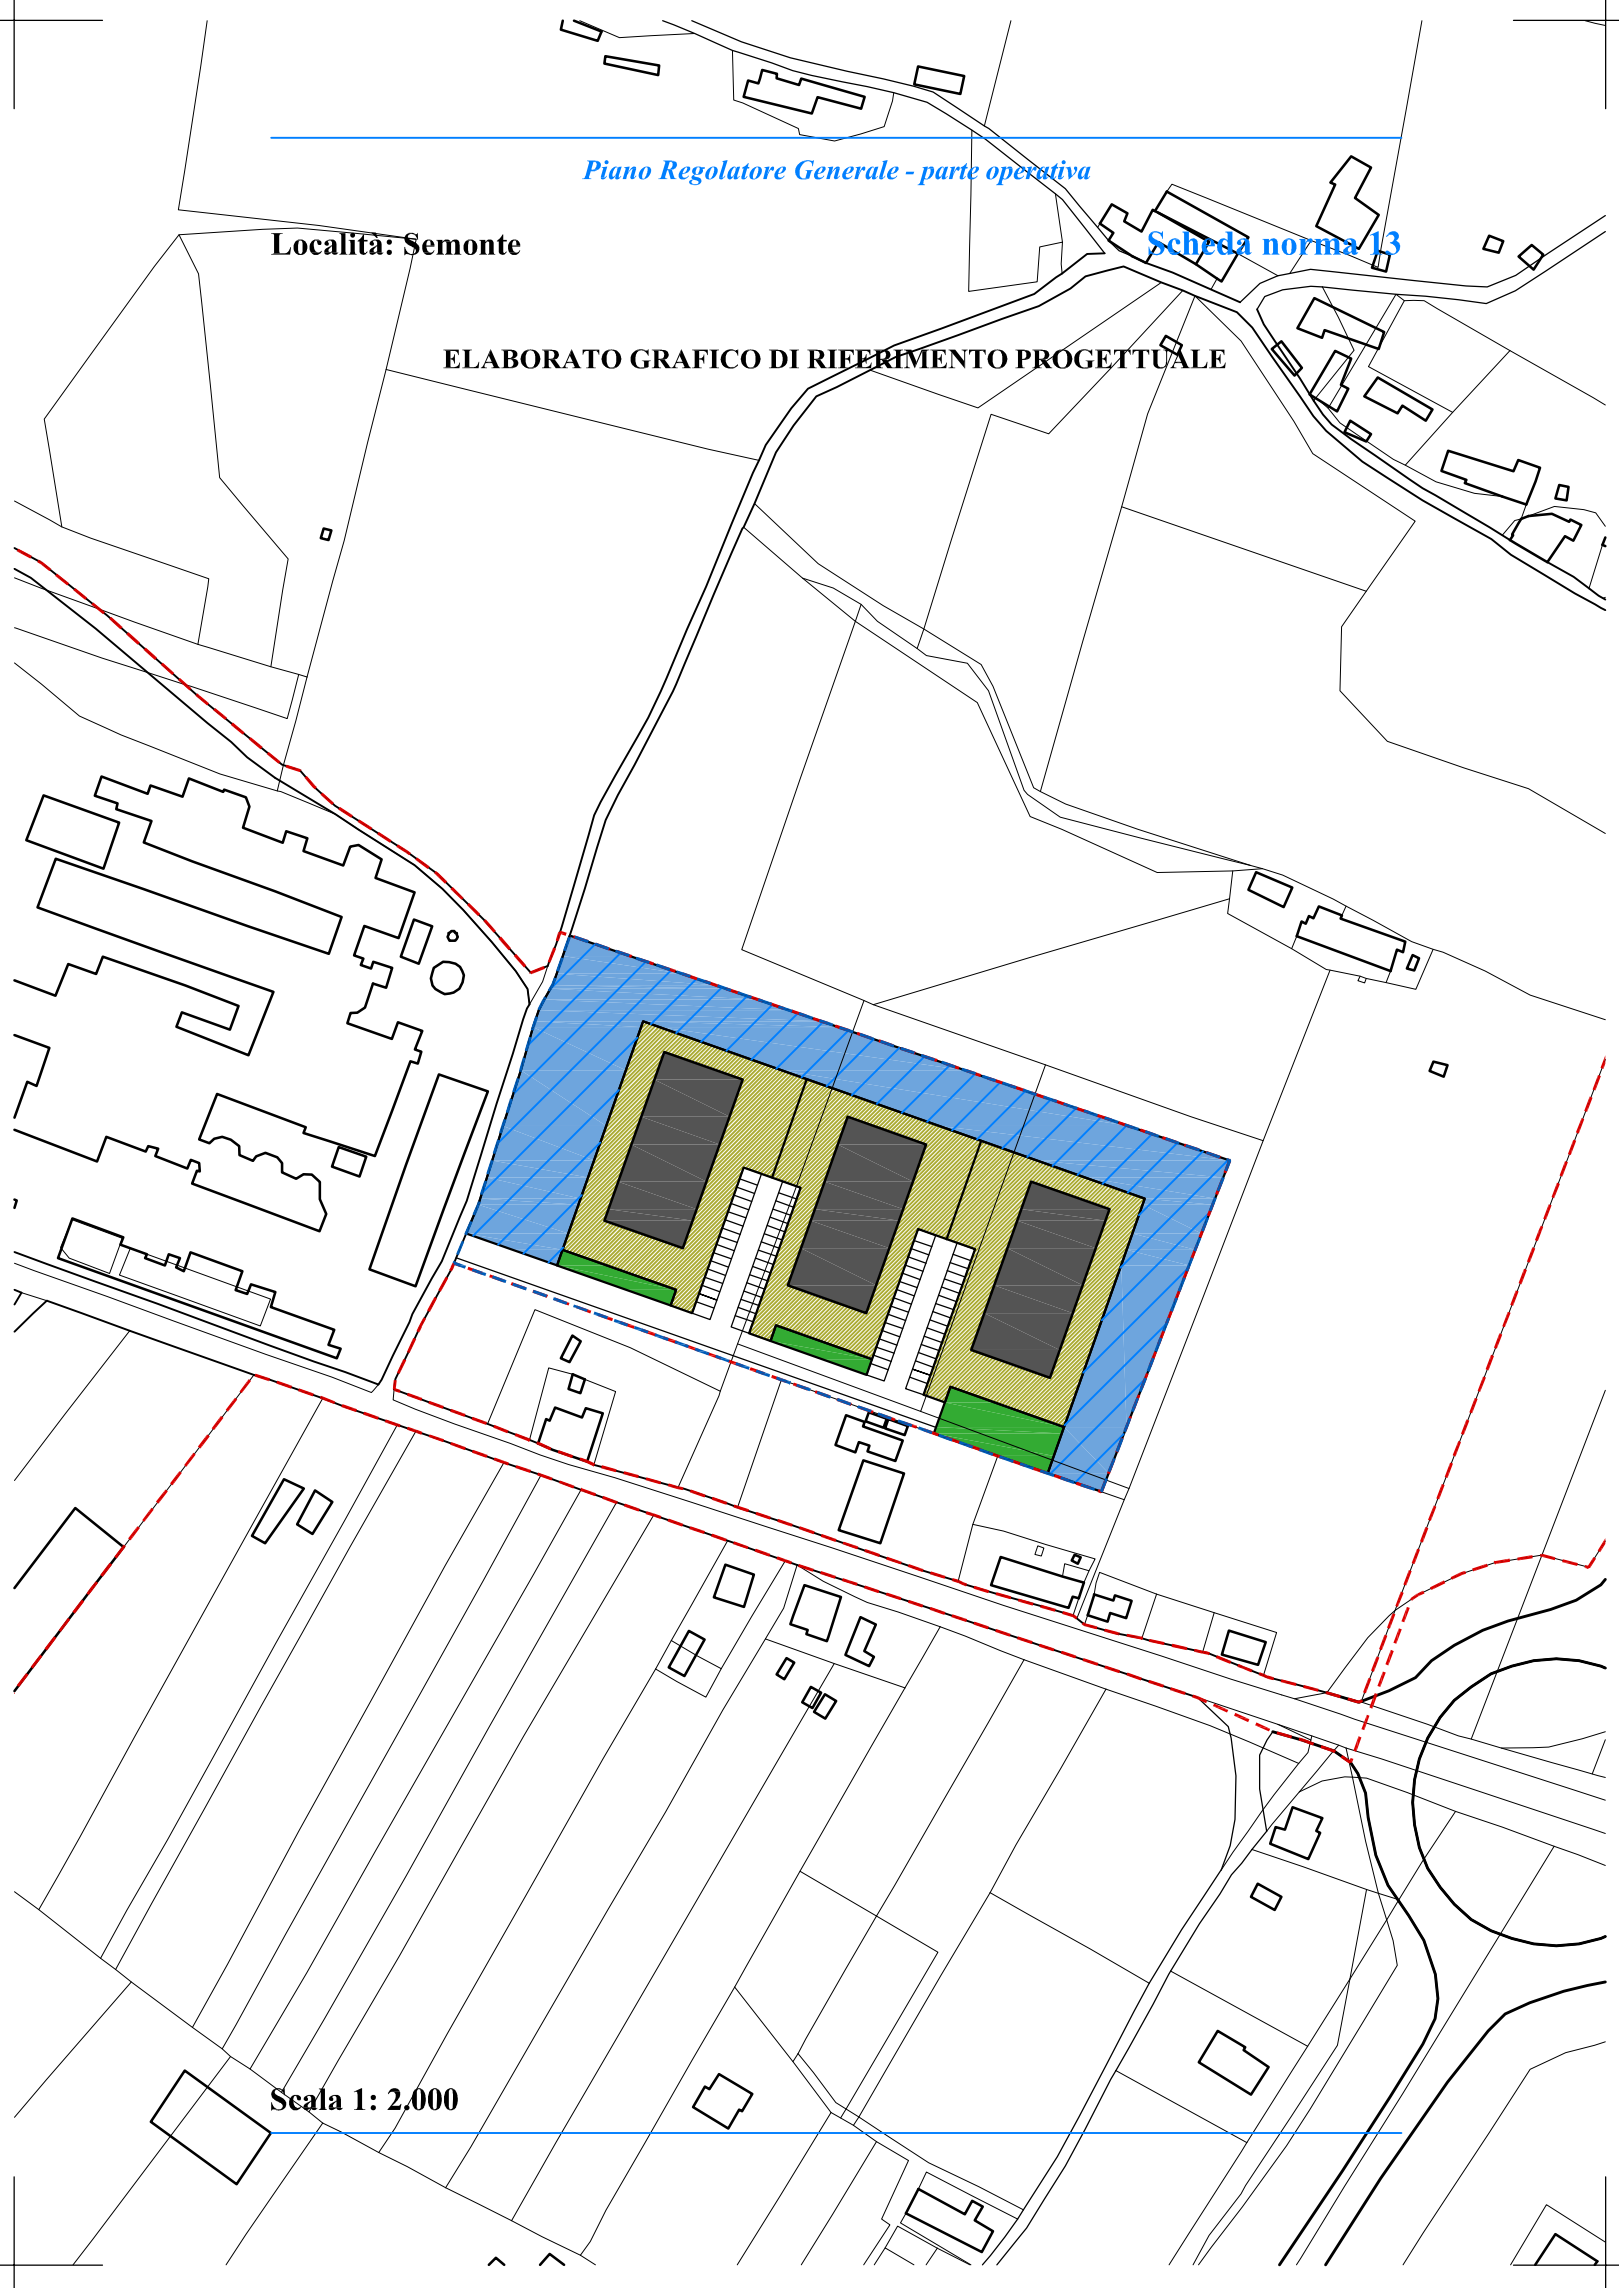 Piano Regolatore Generale - parte operativa
Località: Semonte
Scheda norma 13
ELABORATO GRAFICO DI RIFERIMENTO PROGETTUALE
Scala 1: 2.000